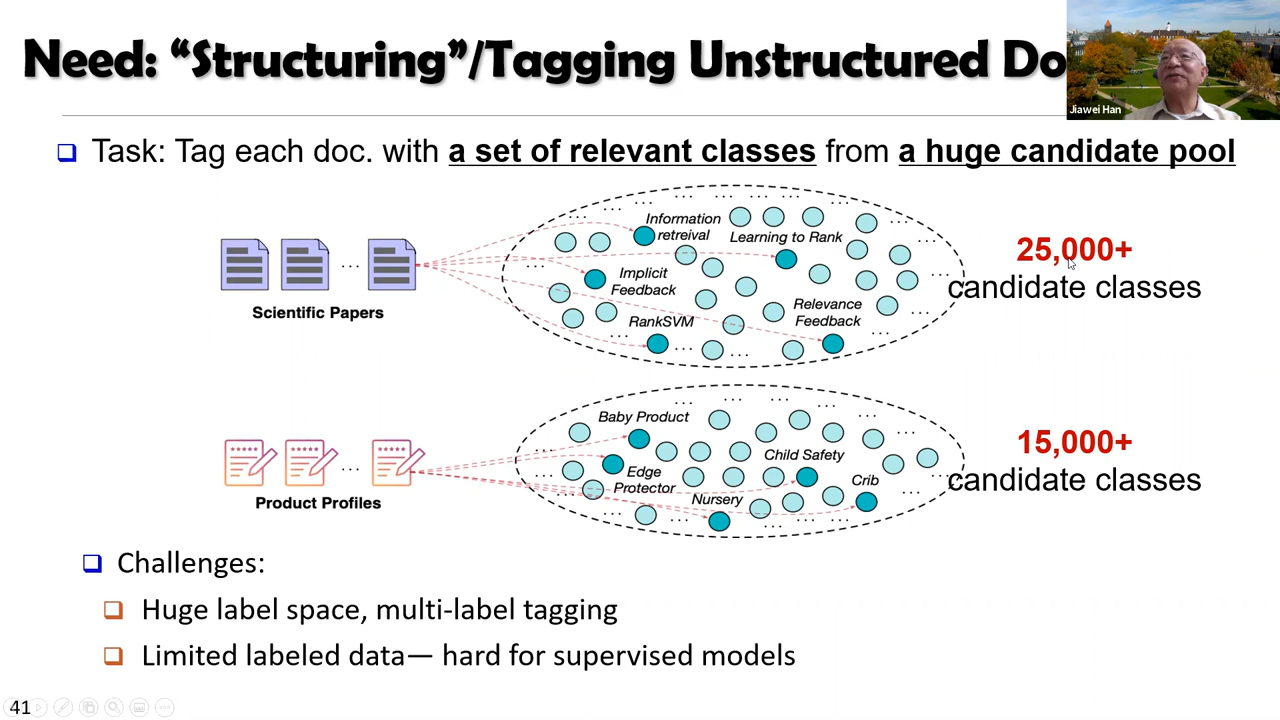 Need: “Structuring”/Tagging Unstructured Do
Jiawei Han
❑ Task: Tag each doc. with a set of relevant classes from a huge candidate pool
Information
retreival
Learning to Rank
Implicit
Feedback
RankSVM
Relevance
Feedback
Scientific Papers
25,000+
candidate classes
Baby Product
Edge
Protector
Child Safety
Nursery
Crib
Product Profiles
15,000+
candidate classes
❑ Challenges:
❑ Huge label space, multi-label tagging
❑ Limited labeled data— hard for supervised models
41